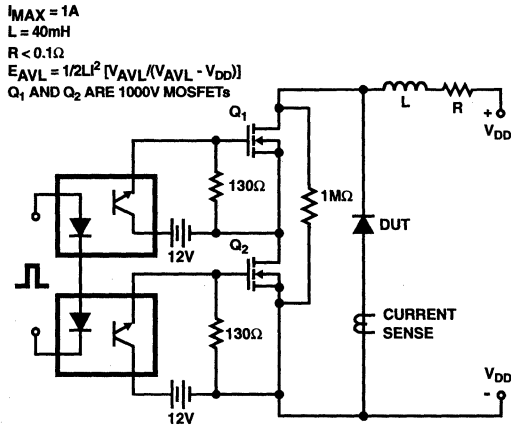 IMAX = 1A
L = 40mH
R < 0.1Ω
EAVL = 1/2LI² [VAVL/(VAVL - VDD)]
Q1 AND Q2 ARE 1000V MOSFETs
Q1
L
R
+
VDD
130Ω
1MΩ
12V
DUT
Q2
130Ω
CURRENT
SENSE
VDD
-
12V